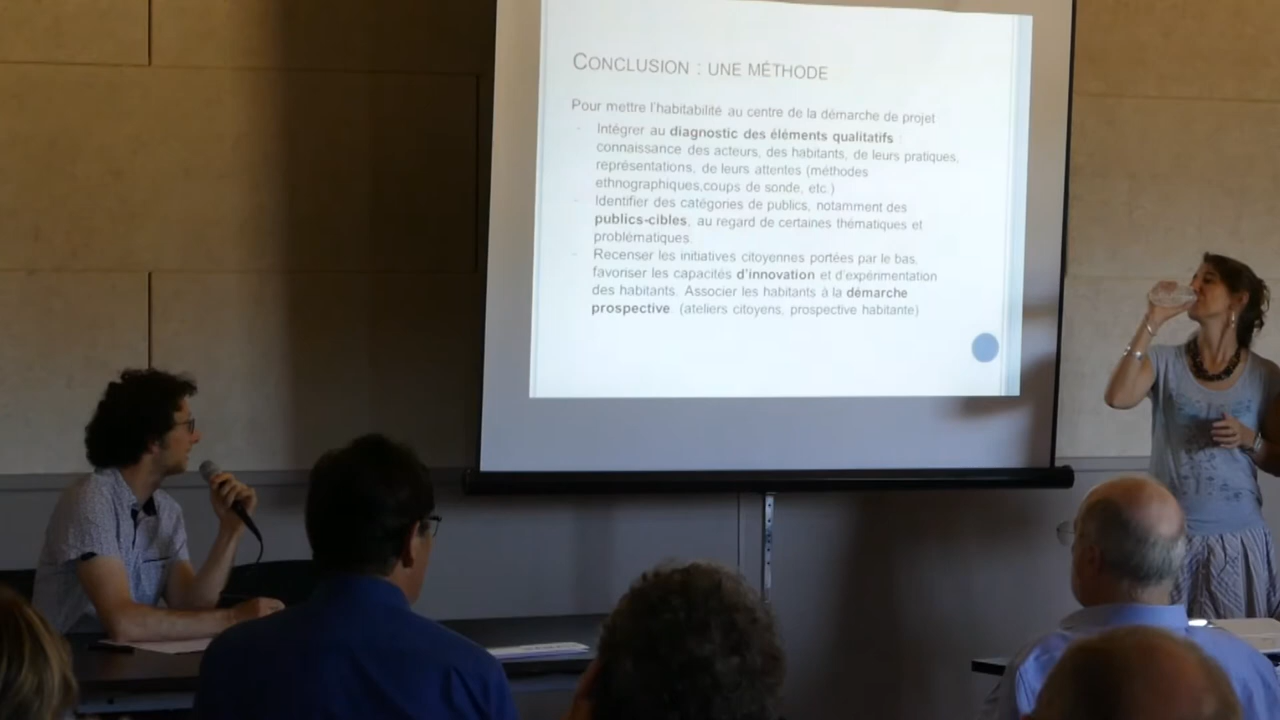 CONCLUSION : UNE MÉTHODE
Pour mettre l'habitabilité au centre de la démarche de projet
- Intégrer au diagnostic des éléments qualitatifs :
connaissance des acteurs, des habitants, de leurs pratiques,
représentations, de leurs attentes (méthodes
ethnographiques,coups de sonde, etc.)
- Identifier des catégories de publics, notamment des
publics-cibles, au regard de certaines thématiques et
problématiques.
- Recenser les initiatives citoyennes portées par le bas,
favoriser les capacités d'innovation et d'expérimentation
des habitants. Associer les habitants à la démarche
prospective. (ateliers citoyens, prospective habitante)